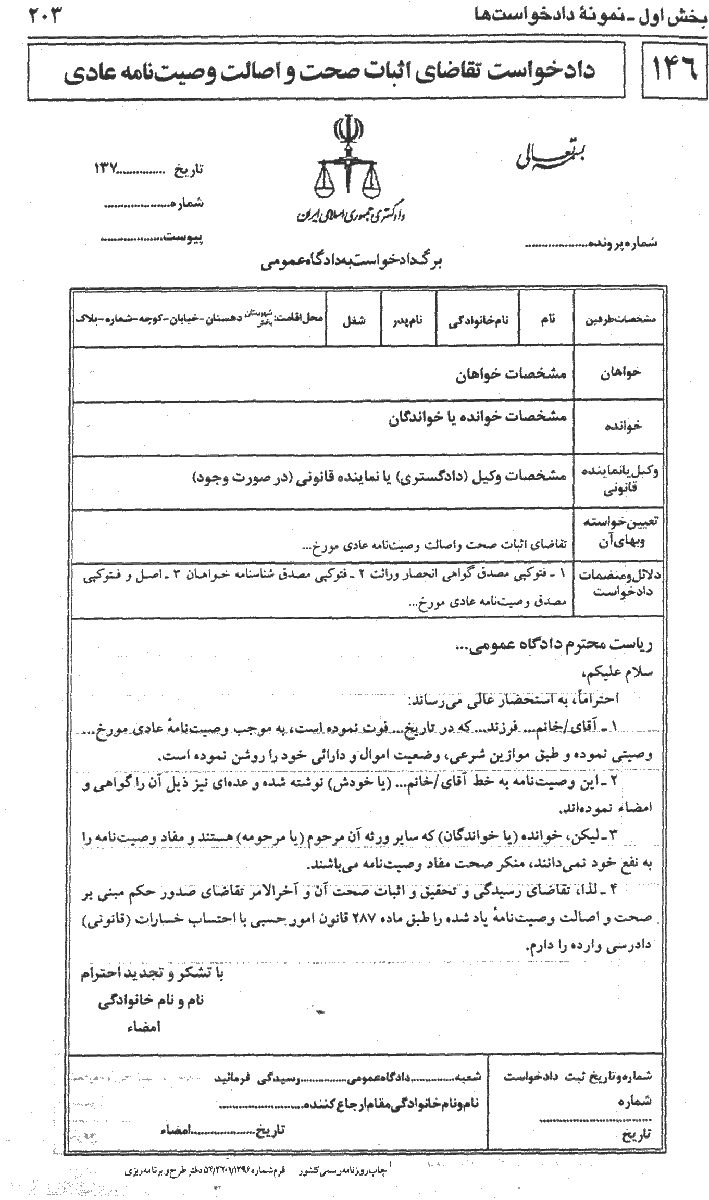 بخش اول ـ نمونهٔ دادخواست‌ها
۲۰۳
۱۴۶
دادخواست تقاضای اثبات صحت و اصالت وصیت‌نامه عادی
بسمه تعالی
دادگستری جمهوری اسلامی ایران
تاریخ ..............۱۳۷
شماره....................
پیوست...................
شماره پرونده...................
برگ دادخواست به دادگاه عمومی
مشخصات طرفین
نام
نام خانوادگی
نام پدر
شغل
محل اقامت: شهرستان بخش دهستان-خیابان-کوچه-شماره-پلاک
خواهان
مشخصات خواهان
خوانده
مشخصات خوانده یا خواندگان
وکیل یا نماینده
قانونی
مشخصات وکیل (دادگستری) یا نماینده قانونی (در صورت وجود)
تعیین خواسته
وبهای آن
تقاضای اثبات صحت واصالت وصیت‌نامه عادی مورخ...
دلائل و منضمات
دادخواست
۱ ـ فتوکپی مصدق گواهی انحصار وراثت ۲ ـ فتوکپی مصدق شناسنامه خواهان ۳ ـ اصل و فتوکپی
مصدق وصیت‌نامه عادی مورخ...
ریاست محترم دادگاه عمومی...
سلام علیکم،
احتراماً، به استحضار عالی می‌رساند:
۱ ـ آقای/خانم... فرزند... که در تاریخ... فوت نموده است، به موجب وصیت‌نامهٔ عادی مورخ...
وصیتی نموده و طبق موازین شرعی، وضعیت اموال و دارائی خود را روشن نموده است.
۲ ـ این وصیت‌نامه به خط آقای/خانم... (یا خودش) نوشته شده و عده‌ای نیز ذیل آن را گواهی و
امضاء نموده‌اند.
۳ ـ لیکن، خوانده (یا خواندگان) که سایر ورثه آن مرحوم (یا مرحومه) هستند و مفاد وصیت‌نامه را
به نفع خود نمی‌دانند، منکر صحت مفاد وصیت‌نامه می‌باشند.
۴ ـ لذا، تقاضای رسیدگی و تحقیق و اثبات صحت آن و آخرالامر تقاضای صدور حکم مبنی بر
صحت و اصالت وصیت‌نامهٔ یاد شده را طبق ماده ۲۸۷ قانون امور حسبی با احتساب خسارات (قانونی)
دادرسی وارده را دارم.
با تشکر و تجدید احترام
نام و نام خانوادگی
امضاء
شماره و تاریخ ثبت دادخواست
شماره
تاریخ
شعبه..............دادگاه عمومی..............رسیدگی فرمائید
نام و نام خانوادگی مقام ارجاع کننده....................
تاریخ....................امضاء
چاپ روزنامه رسمی کشور فرم شماره ۵۲/۲۲۰۱/۱۳۹۶ دفتر طرح و برنامه‌ریزی